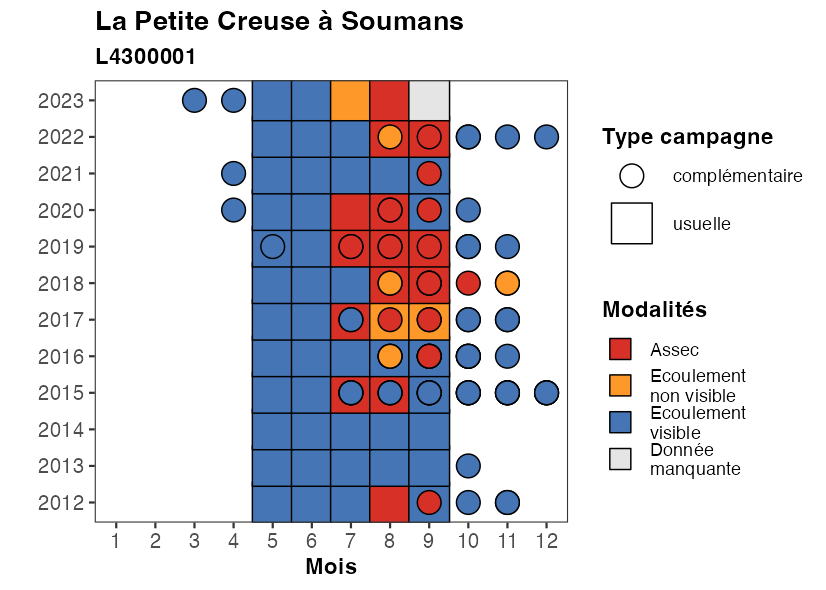 La Petite Creuse à Soumans
L4300001
2023
2022
2021
2020
2019
2018
2017
2016
2015
2014
2013
2012
1 2 3 4 5 6 7 8 9 10 11 12
Mois
Type campagne
complémentaire
usuelle
Modalités
Assec
Ecoulement
non visible
Ecoulement
visible
Donnée
manquante